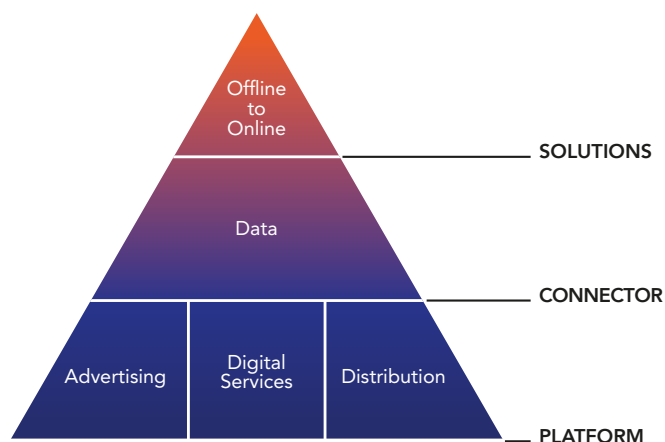 Offline
to
Online
SOLUTIONS
Data
CONNECTOR
Advertising
Digital
Services
Distribution
PLATFORM